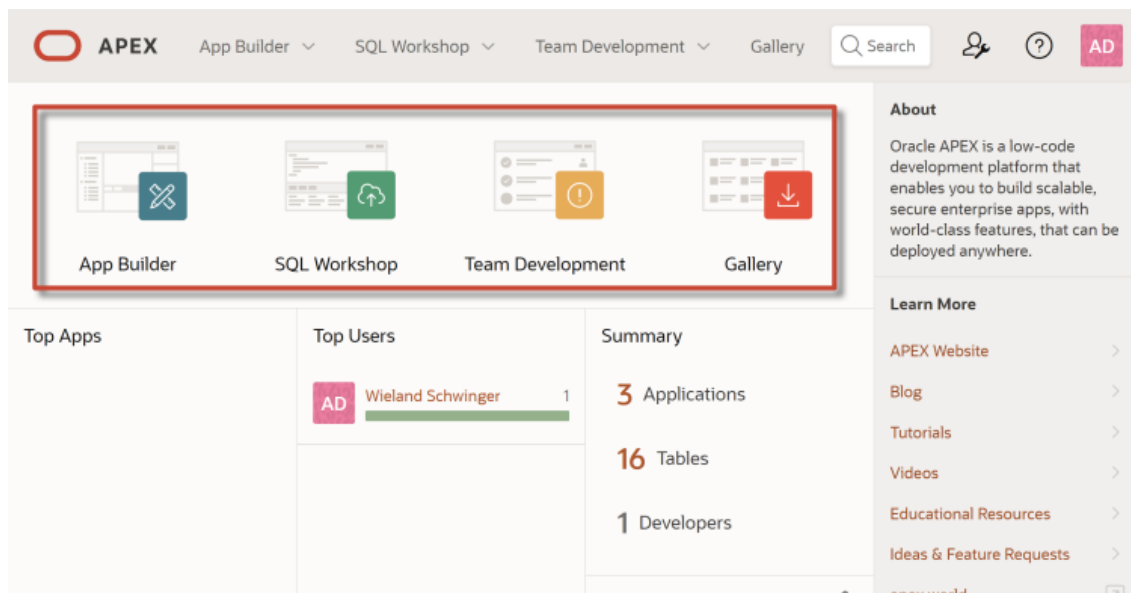 APEX App Builder SQL Workshop Team Development Gallery Search AD
App Builder SQL Workshop Team Development Gallery
Top Apps
Top Users
AD Wieland Schwinger 1
Summary
3 Applications
16 Tables
1 Developers
About
Oracle APEX is a low-code
development platform that
enables you to build scalable,
secure enterprise apps, with
world-class features, that can be
deployed anywhere.
Learn More
APEX Website
Blog
Tutorials
Videos
Educational Resources
Ideas & Feature Requests